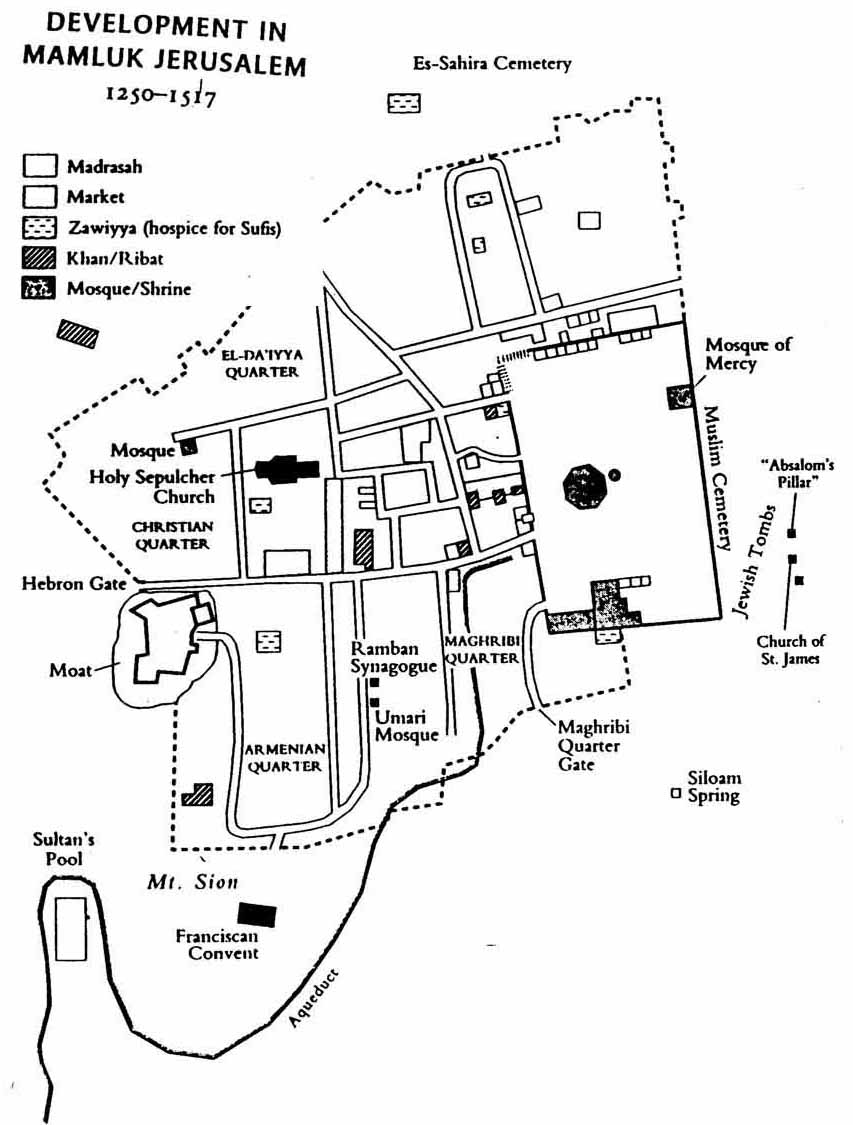 DEVELOPMENT IN
MAMLUK JERUSALEM
1250–1517
Es-Sahira Cemetery
Madrasah
Market
Zawiyya (hospice for Sufis)
Khan/Ribat
Mosque/Shrine
EL-DA'IYYA
QUARTER
Mosque of
Mercy
Muslim Cemetery
Mosque
Holy Sepulcher
Church
"Absalom's
Pillar"
CHRISTIAN
QUARTER
Jewish Tombs
Hebron Gate
Church of
St. James
Moat
Ramban
Synagogue
MAGHRIBI
QUARTER
Umari
Mosque
Maghribi
Quarter
Gate
ARMENIAN
QUARTER
Siloam
Spring
Sultan's
Pool
Mt. Sion
Franciscan
Convent
Aqueduct